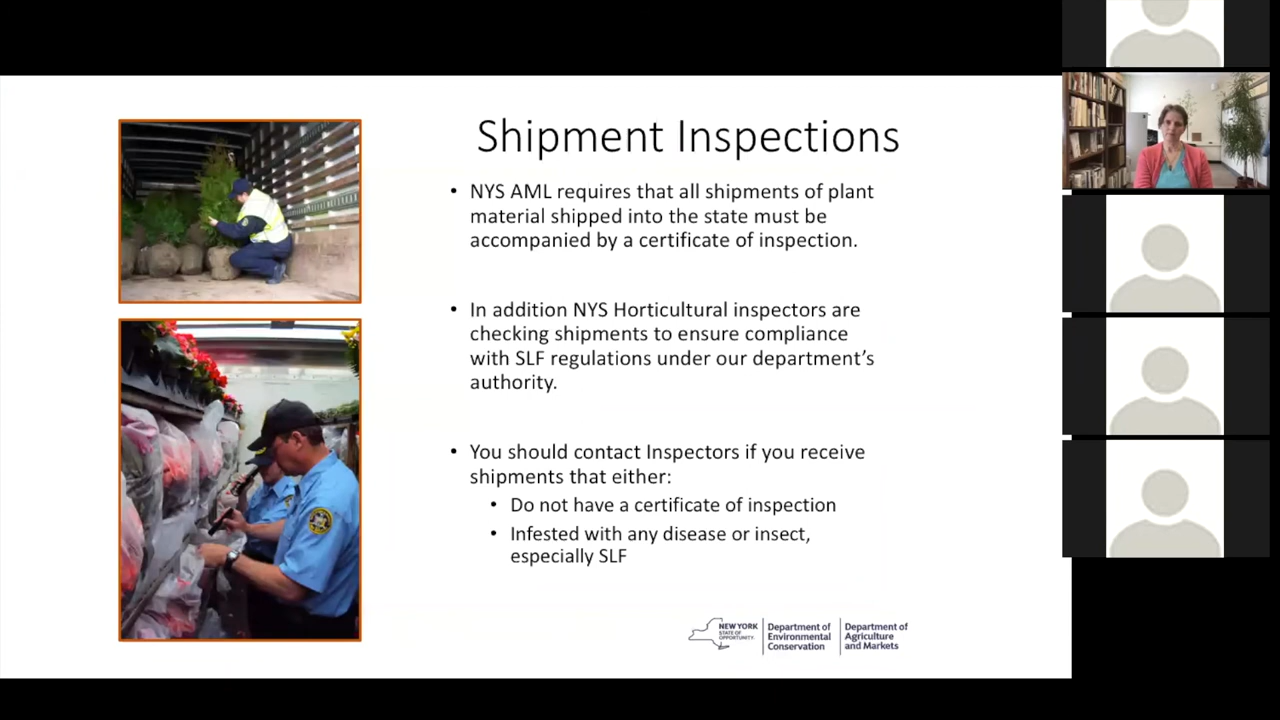 Shipment Inspections
• NYS AML requires that all shipments of plant
material shipped into the state must be
accompanied by a certificate of inspection.
• In addition NYS Horticultural inspectors are
checking shipments to ensure compliance
with SLF regulations under our department’s
authority.
• You should contact Inspectors if you receive
shipments that either:
• Do not have a certificate of inspection
• Infested with any disease or insect,
especially SLF
NEW YORK
STATE OF
OPPORTUNITY.
Department of
Environmental
Conservation
Department of
Agriculture
and Markets